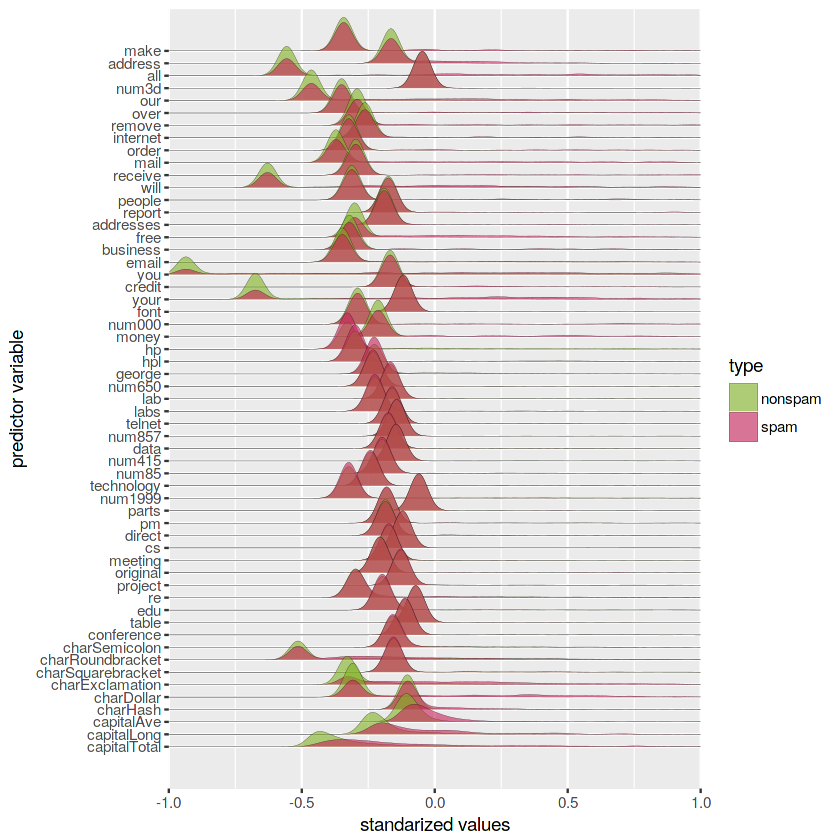 predictor variable
make
address
all
num3d
our
over
remove
internet
order
mail
receive
will
people
report
addresses
free
business
email
you
credit
your
font
num000
money
hp
hpl
george
num650
lab
labs
telnet
num857
data
num415
num85
technology
num1999
parts
pm
direct
cs
meeting
original
project
re
edu
table
conference
charSemicolon
charRoundbracket
charSquarebracket
charExclamation
charDollar
charHash
capitalAve
capitalLong
capitalTotal
-1.0 -0.5 0.0 0.5 1.0
standarized values
type
nonspam
spam